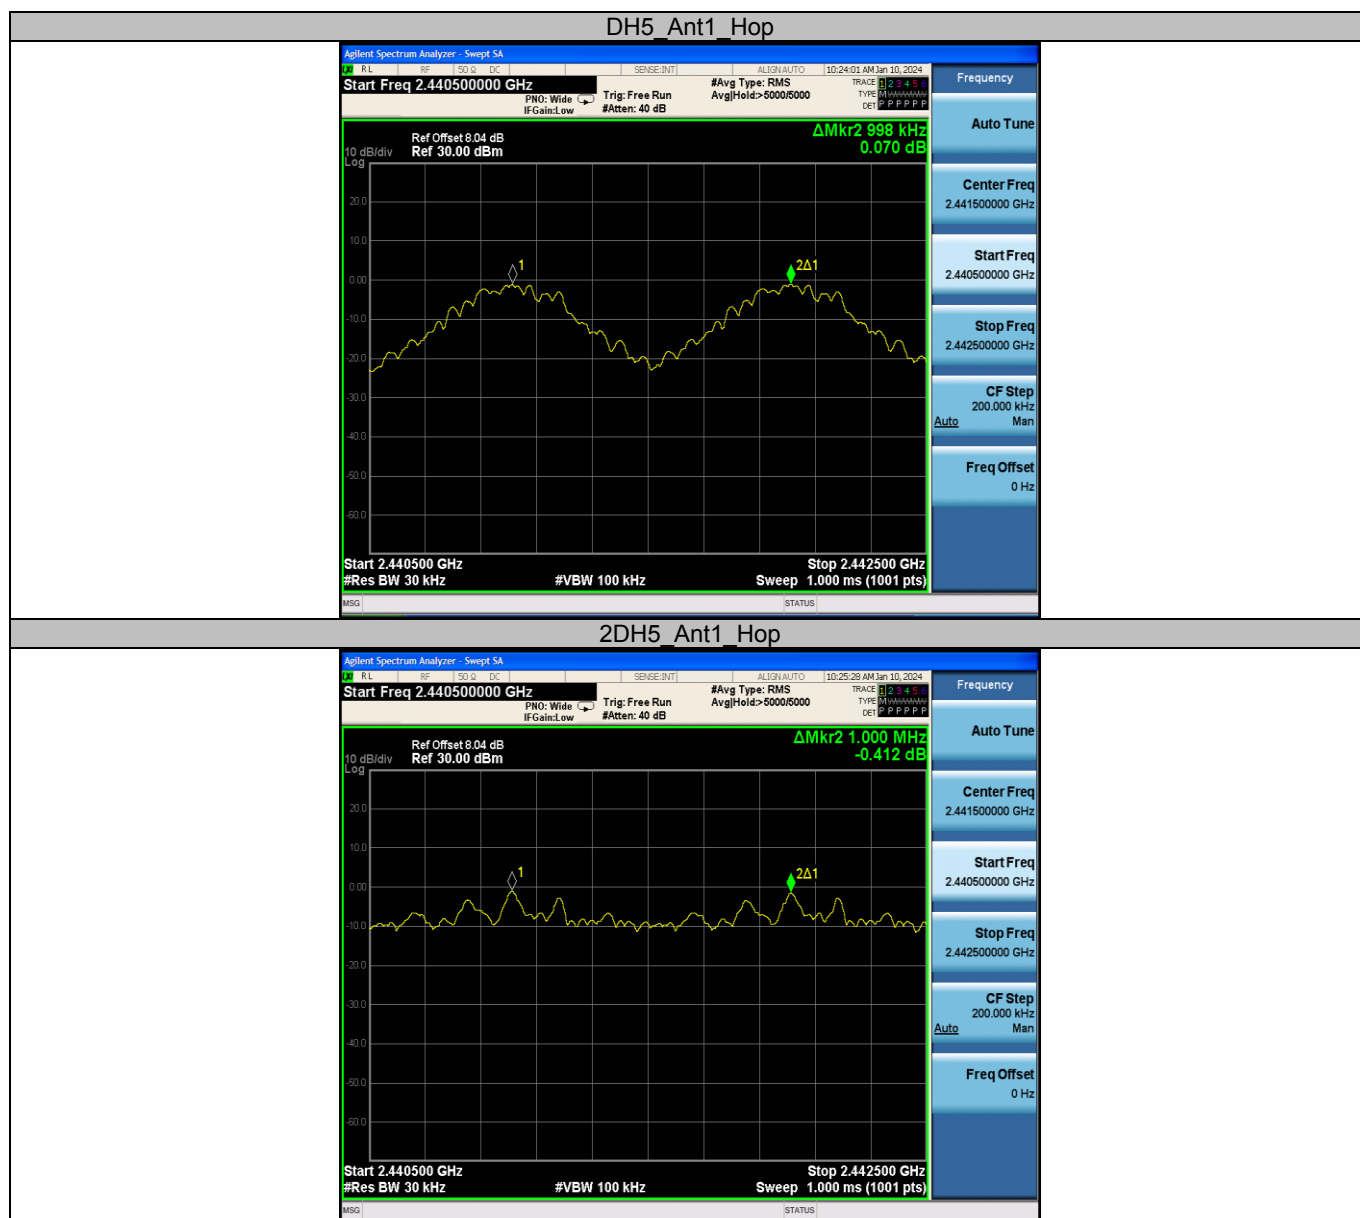 DH5_Ant1_Hop
Agilent Spectrum Analyzer - Swept SA
RL RF 50 Ω DC SENSE:INT ALIGN AUTO 10:24:01 AM Jan 10, 2024
Start Freq 2.440500000 GHz
PNO: Wide
IFGain:Low
Trig: Free Run
#Atten: 40 dB
#Avg Type: RMS
Avg|Hold:>5000/5000
TRACE 1 2 3 4 5 6
TYPE M
DET P P P P P P
Frequency
Auto Tune
Center Freq
2.441500000 GHz
Start Freq
2.440500000 GHz
Stop Freq
2.442500000 GHz
CF Step
200.000 kHz
Auto Man
Freq Offset
0 Hz
ΔMkr2 998 kHz
0.070 dB
Ref Offset 8.04 dB
10 dB/div Ref 30.00 dBm
Log
20.0
10.0
0.00
-10.0
-20.0
-30.0
-40.0
-50.0
-60.0
1
2Δ1
Start 2.440500 GHz Stop 2.442500 GHz
#Res BW 30 kHz #VBW 100 kHz Sweep 1.000 ms (1001 pts)
MSG STATUS
2DH5_Ant1_Hop
Agilent Spectrum Analyzer - Swept SA
RL RF 50 Ω DC SENSE:INT ALIGN AUTO 10:25:28 AM Jan 10, 2024
Start Freq 2.440500000 GHz
PNO: Wide
IFGain:Low
Trig: Free Run
#Atten: 40 dB
#Avg Type: RMS
Avg|Hold:>5000/5000
TRACE 1 2 3 4 5 6
TYPE M
DET P P P P P P
Frequency
Auto Tune
Center Freq
2.441500000 GHz
Start Freq
2.440500000 GHz
Stop Freq
2.442500000 GHz
CF Step
200.000 kHz
Auto Man
Freq Offset
0 Hz
ΔMkr2 1.000 MHz
-0.412 dB
Ref Offset 8.04 dB
10 dB/div Ref 30.00 dBm
Log
20.0
10.0
0.00
-10.0
-20.0
-30.0
-40.0
-50.0
-60.0
1
2Δ1
Start 2.440500 GHz Stop 2.442500 GHz
#Res BW 30 kHz #VBW 100 kHz Sweep 1.000 ms (1001 pts)
MSG STATUS